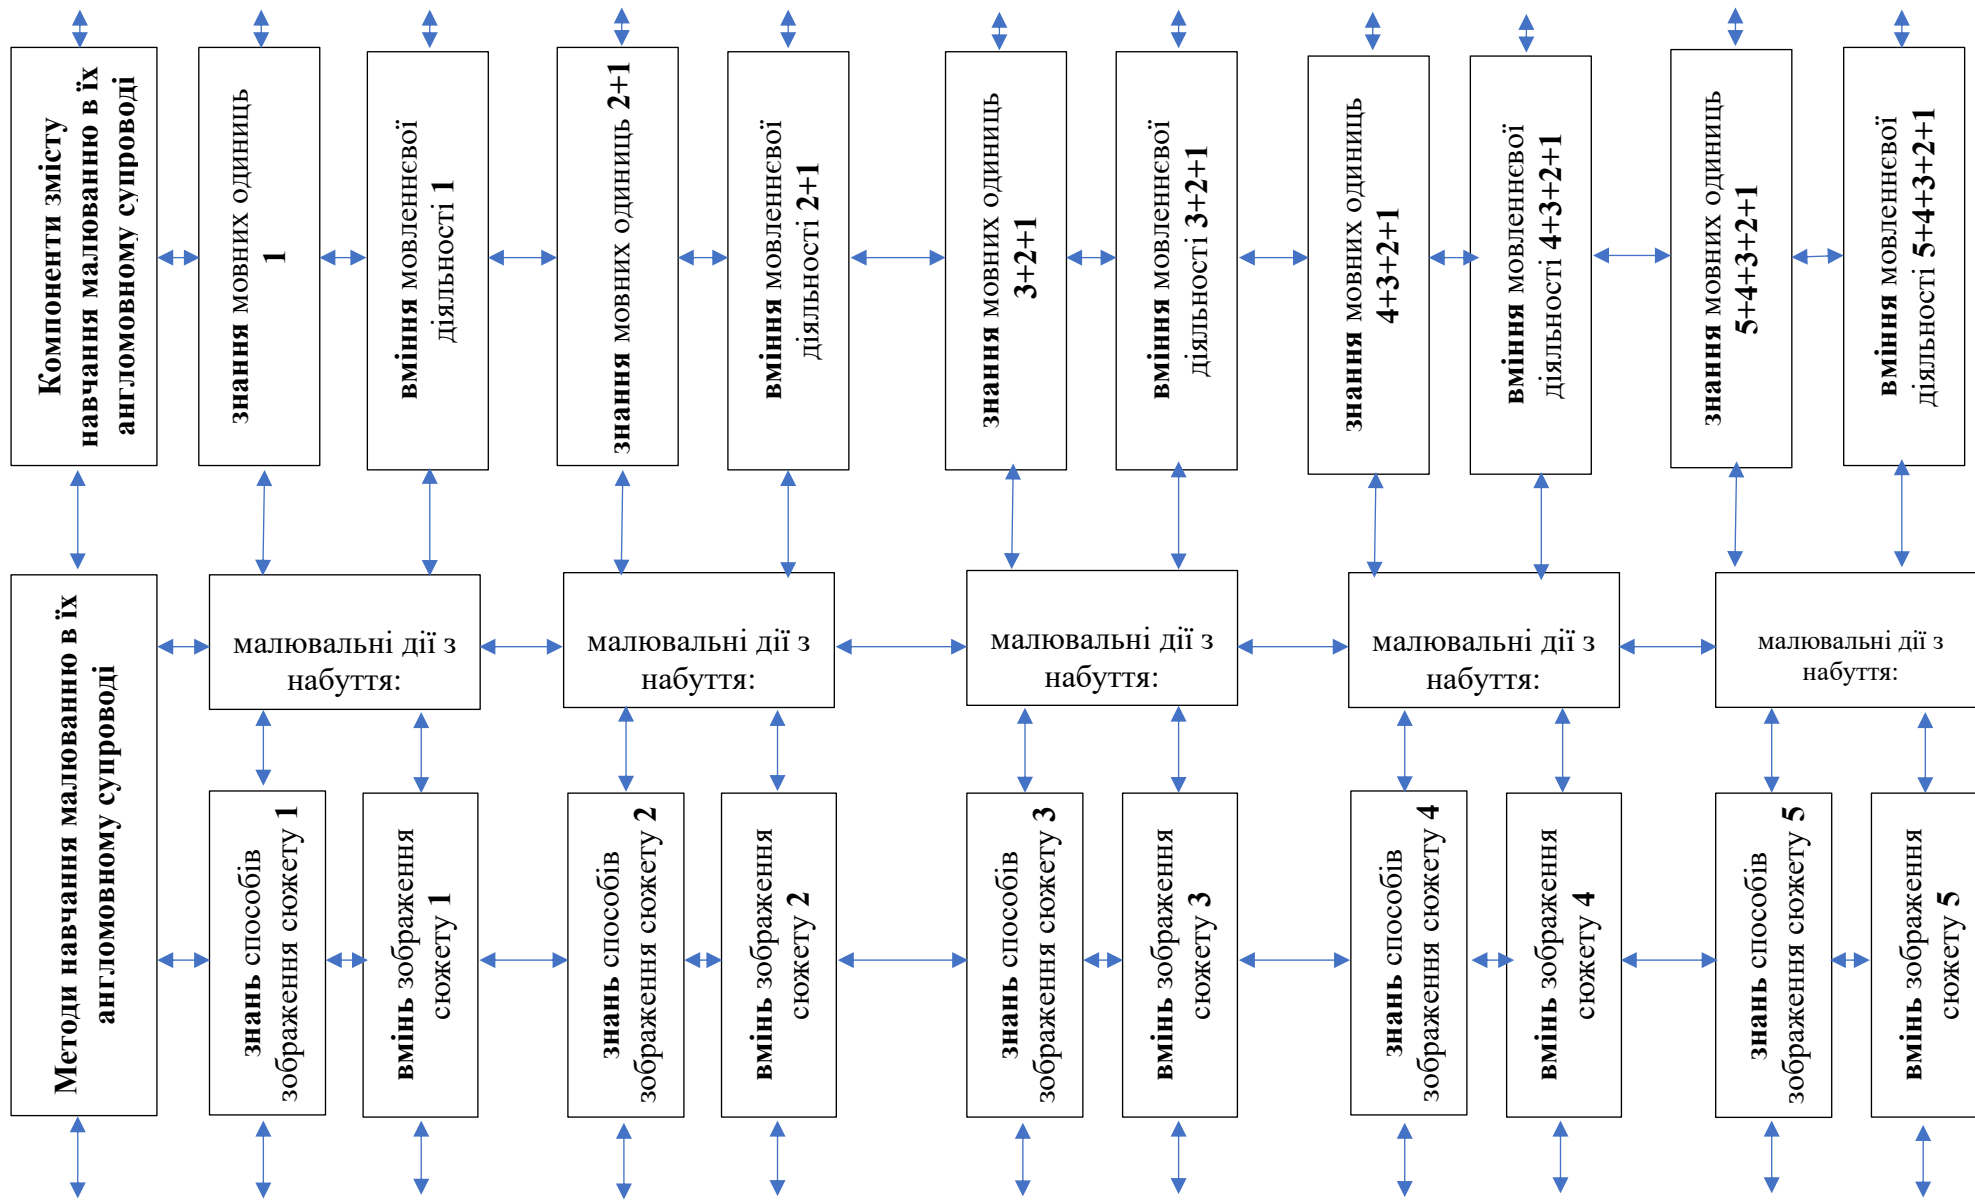 Компоненти змісту
навчання малюванню в їх
англомовному супроводі
знання мовних одиниць
1
вміння мовленнєвої
діяльності 1
знання мовних одиниць 2+1
вміння мовленнєвої
діяльності 2+1
знання мовних одиниць
3+2+1
вміння мовленнєвої
діяльності 3+2+1
знання мовних одиниць
4+3+2+1
вміння мовленнєвої
діяльності 4+3+2+1
знання мовних одиниць
5+4+3+2+1
вміння мовленнєвої
діяльності 5+4+3+2+1
Методи навчання малюванню в їх
англомовному супроводі
малювальні дії з
набуття:
малювальні дії з
набуття:
малювальні дії з
набуття:
малювальні дії з
набуття:
малювальні дії з
набуття:
знань способів
зображення сюжету 1
вмінь зображення
сюжету 1
знань способів
зображення сюжету 2
вмінь зображення
сюжету 2
знань способів
зображення сюжету 3
вмінь зображення
сюжету 3
знань способів
зображення сюжету 4
вмінь зображення
сюжету 4
знань способів
зображення сюжету 5
вмінь зображення
сюжету 5